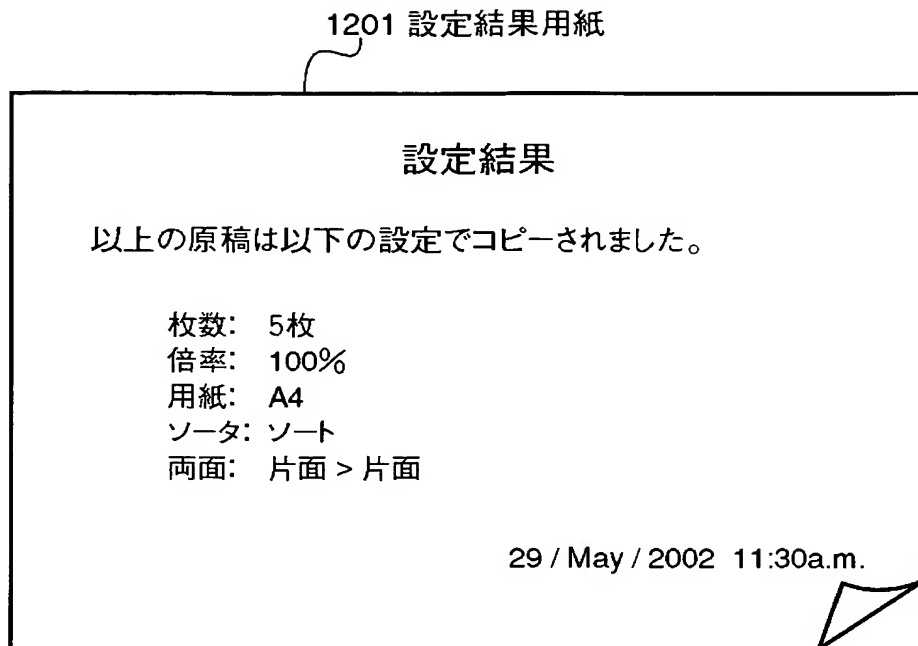 1201 設定結果用紙
設定結果
以上の原稿は以下の設定でコピーされました。
枚数: 5枚
倍率: 100%
用紙: A4
ソータ: ソート
両面: 片面 > 片面
29 / May / 2002 11:30a.m.